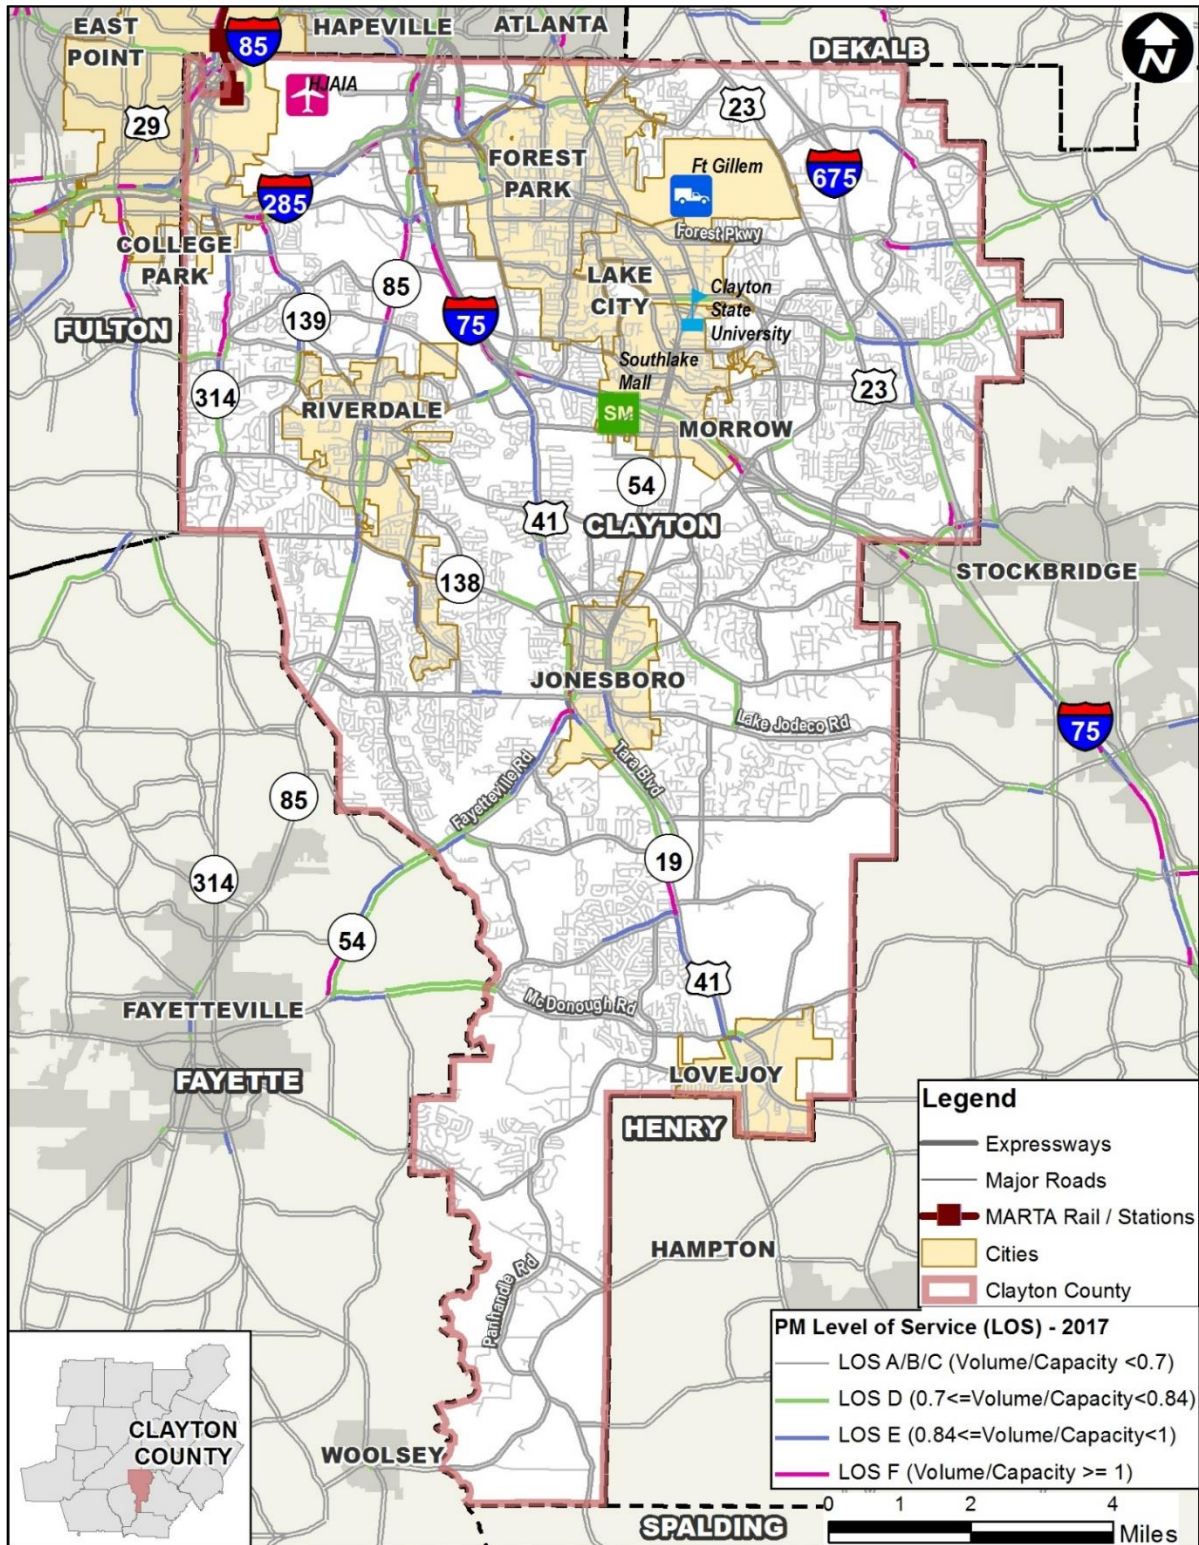 EAST
POINT
85
HAPEVILLE
ATLANTA
DEKALB
N
HJAIA
29
23
FOREST
PARK
Ft Gillem
675
285
Forest Pkwy
COLLEGE
PARK
85
LAKE
CITY
Clayton
State
University
FULTON
139
75
Southlake
Mall
314
23
RIVERDALE
SM
MORROW
54
41
CLAYTON
138
STOCKBRIDGE
JONESBORO
Lake Jodeco Rd
75
Fayetteville Rd
Tara Blvd
85
19
314
54
41
FAYETTEVILLE
McDonough Rd
FAYETTE
LOVEJOY
HENRY
HAMPTON
Panhandle Rd
WOOLSEY
SPALDING
Legend
Expressways
Major Roads
MARTA Rail / Stations
Cities
Clayton County
PM Level of Service (LOS) - 2017
LOS A/B/C (Volume/Capacity <0.7)
LOS D (0.7<=Volume/Capacity<0.84)
LOS E (0.84<=Volume/Capacity<1)
LOS F (Volume/Capacity >= 1)
0 1 2 4
Miles
CLAYTON
COUNTY